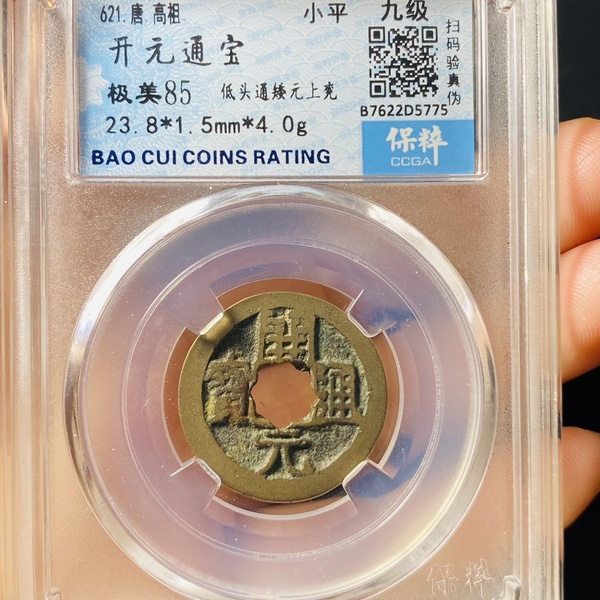 621.唐.高祖 小平 九级
开元通宝
极美85 低头通矮元上兖
23.8*1.5mm*4.0g
BAO CUI COINS RATING
扫码验真伪
B7622D5775
保粹
CCGA
開元通寳
保粹